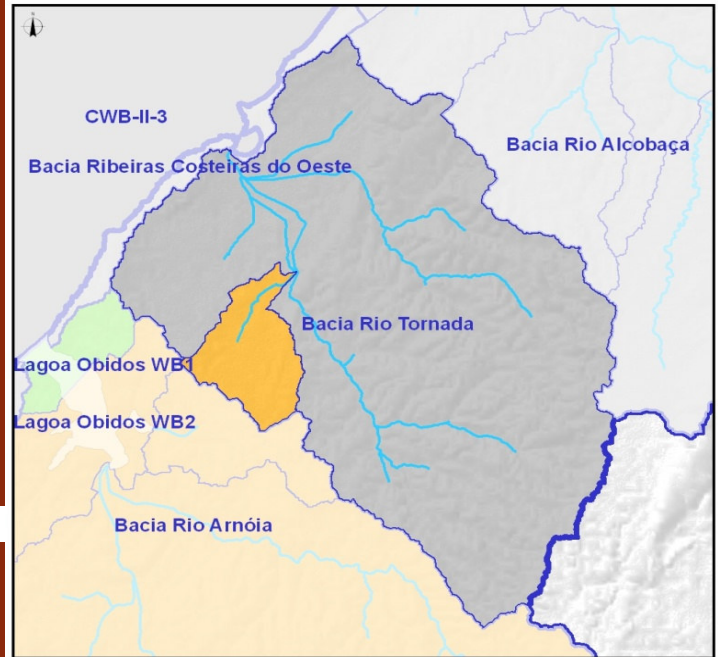 CWB-II-3
Bacia Rio Alcobaça
Bacia Ribeiras Costeiras do Oeste
Bacia Rio Tornada
Lagoa Obidos WB1
Lagoa Obidos WB2
Bacia Rio Arnóia